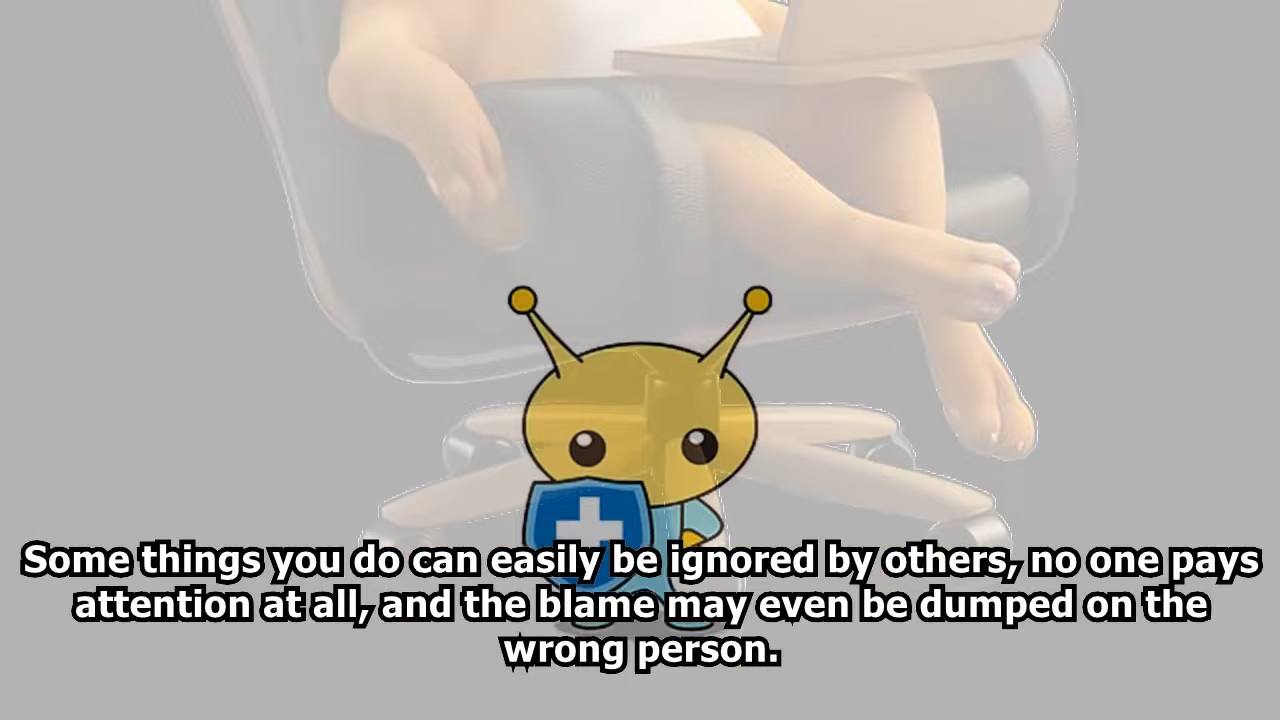 Some things you do can easily be ignored by others, no one pays
attention at all, and the blame may even be dumped on the
wrong person.